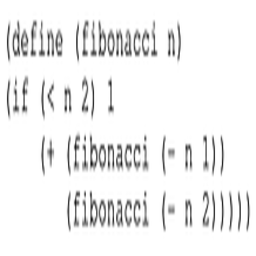 (define (fibonacci n)
(if (< n 2) 1
(+ (fibonacci (- n 1))
(fibonacci (- n 2)))))